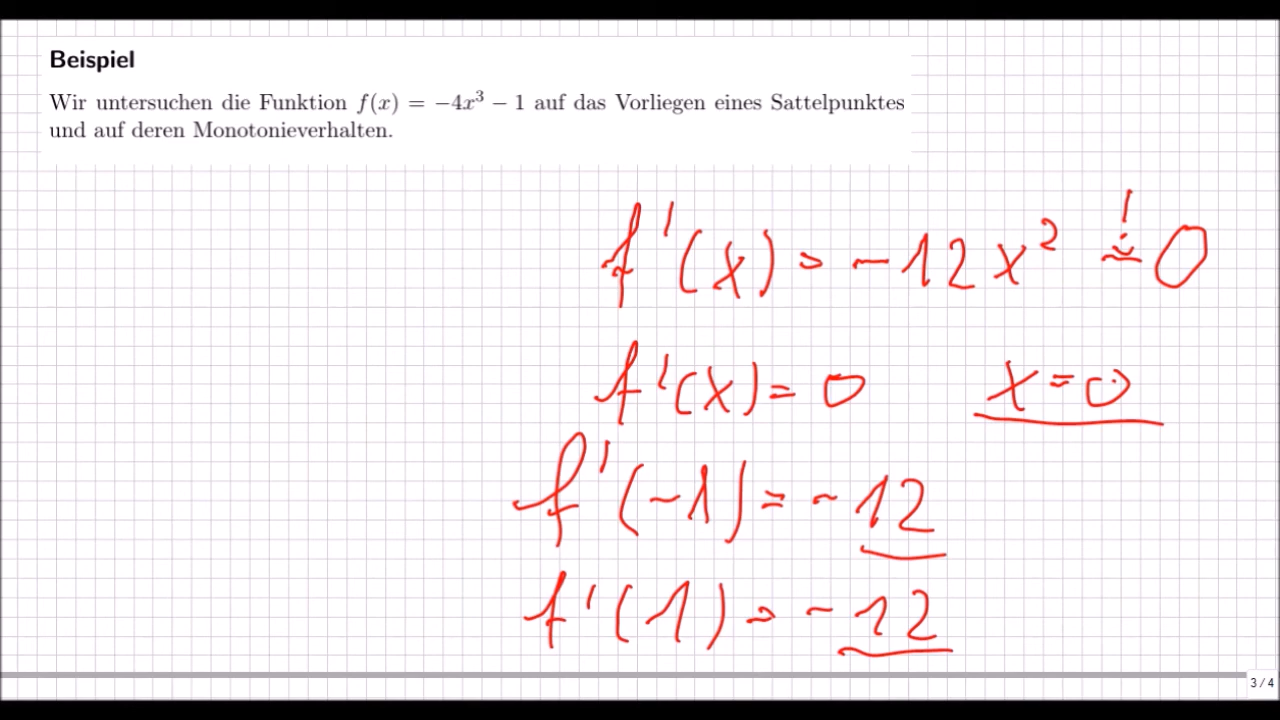 Beispiel
Wir untersuchen die Funktion f(x) = −4x³ − 1 auf das Vorliegen eines Sattelpunktes
und auf deren Monotonieverhalten.
f'(x) = -12x² != 0
f'(x) = 0 x = 0
f'(-1) = -12
f'(1) = -12
3 / 4